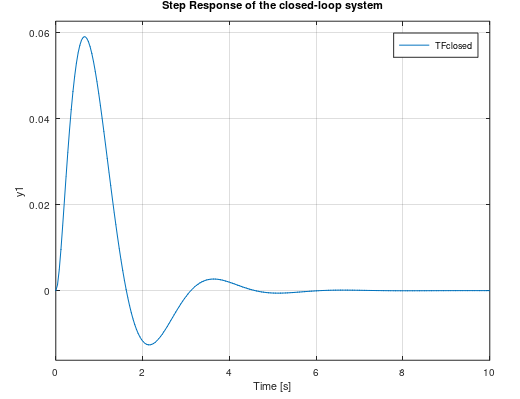 Step Response of the closed-loop system
TFclosed
0.06
0.04
0.02
0
y1
0 2 4 6 8 10
Time [s]